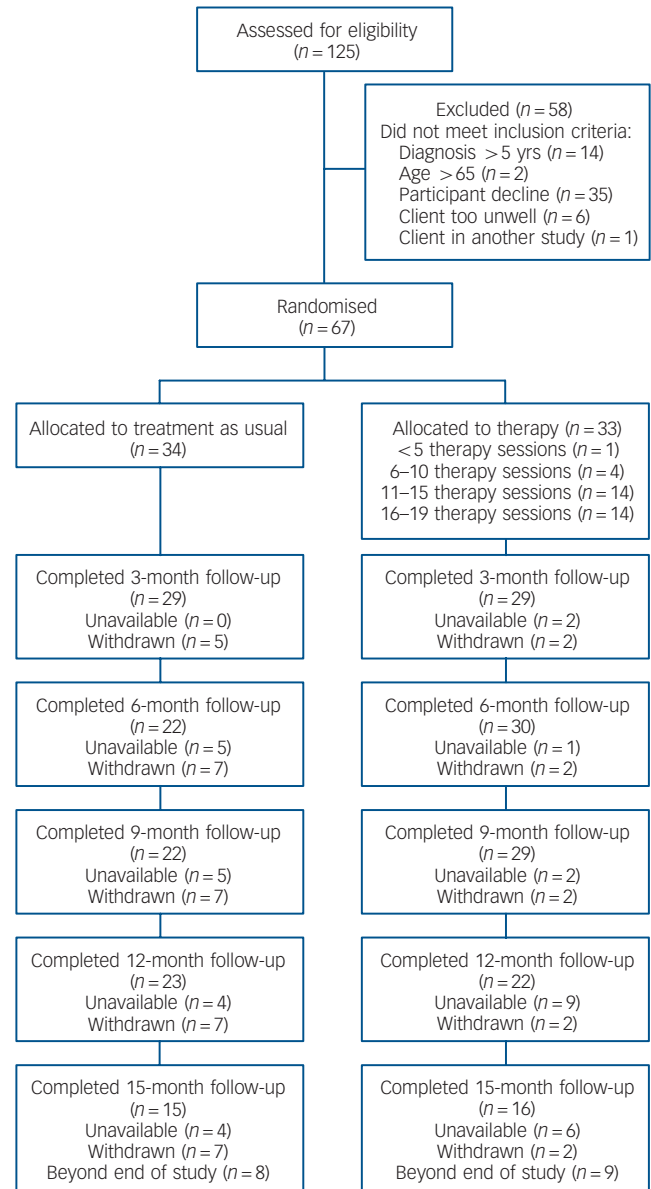 Assessed for eligibility
(n = 125)
Excluded (n = 58)
Did not meet inclusion criteria:
Diagnosis >5 yrs (n = 14)
Age >65 (n = 2)
Participant decline (n = 35)
Client too unwell (n = 6)
Client in another study (n = 1)
Randomised
(n = 67)
Allocated to treatment as usual
(n = 34)
Allocated to therapy (n = 33)
<5 therapy sessions (n = 1)
6–10 therapy sessions (n = 4)
11–15 therapy sessions (n = 14)
16–19 therapy sessions (n = 14)
Completed 3-month follow-up
(n = 29)
Unavailable (n = 0)
Withdrawn (n = 5)
Completed 3-month follow-up
(n = 29)
Unavailable (n = 2)
Withdrawn (n = 2)
Completed 6-month follow-up
(n = 22)
Unavailable (n = 5)
Withdrawn (n = 7)
Completed 6-month follow-up
(n = 30)
Unavailable (n = 1)
Withdrawn (n = 2)
Completed 9-month follow-up
(n = 22)
Unavailable (n = 5)
Withdrawn (n = 7)
Completed 9-month follow-up
(n = 29)
Unavailable (n = 2)
Withdrawn (n = 2)
Completed 12-month follow-up
(n = 23)
Unavailable (n = 4)
Withdrawn (n = 7)
Completed 12-month follow-up
(n = 22)
Unavailable (n = 9)
Withdrawn (n = 2)
Completed 15-month follow-up
(n = 15)
Unavailable (n = 4)
Withdrawn (n = 7)
Beyond end of study (n = 8)
Completed 15-month follow-up
(n = 16)
Unavailable (n = 6)
Withdrawn (n = 2)
Beyond end of study (n = 9)